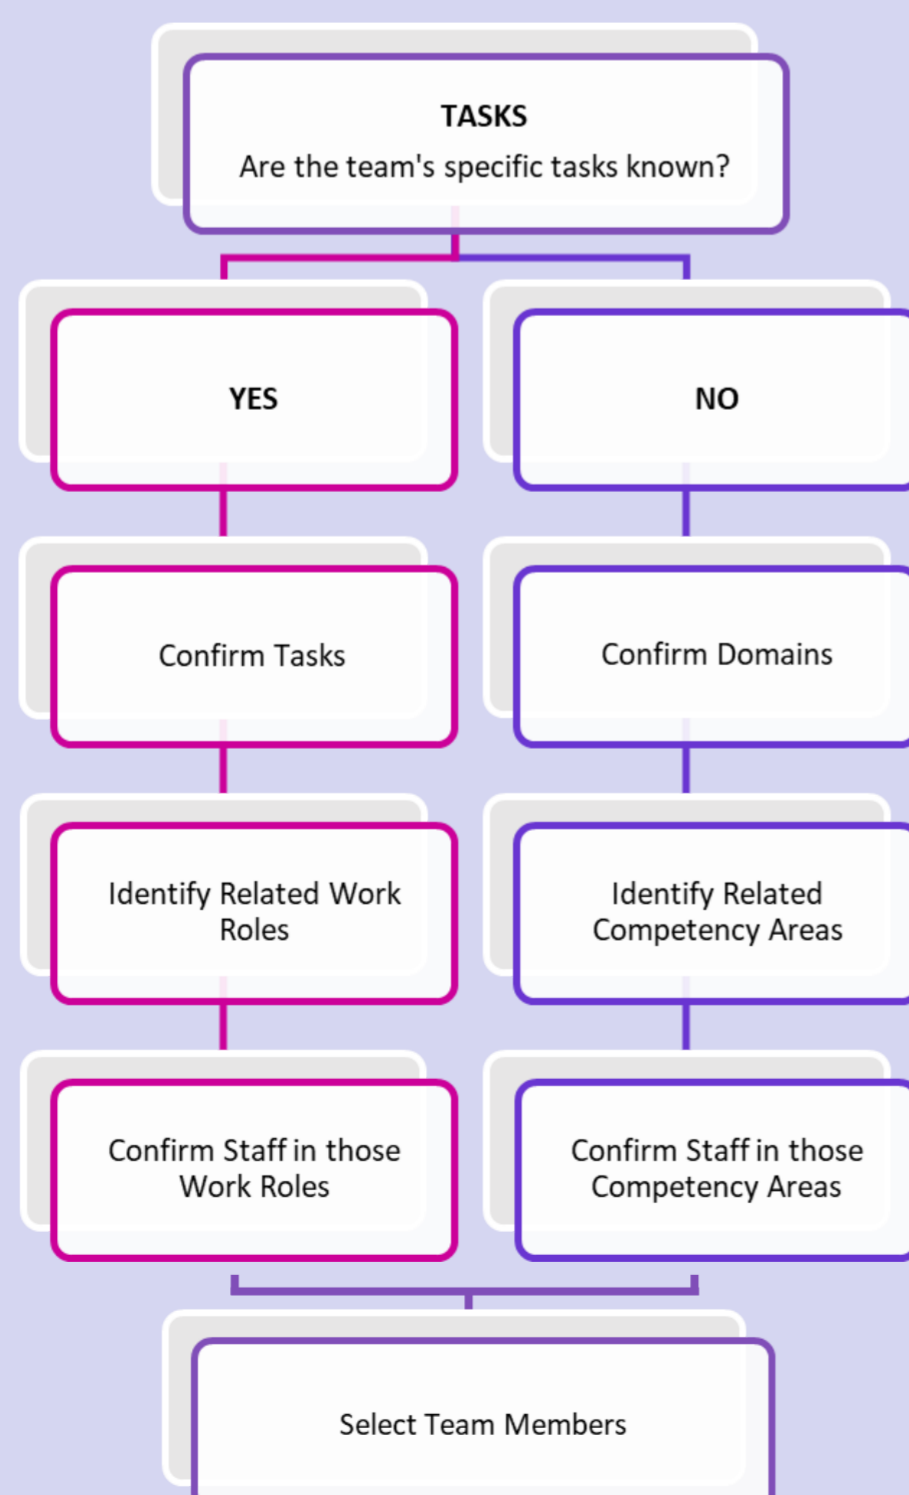 TASKS
Are the team's specific tasks known?
YES
NO
Confirm Tasks
Confirm Domains
Identify Related Work
Roles
Identify Related
Competency Areas
Confirm Staff in those
Work Roles
Confirm Staff in those
Competency Areas
Select Team Members